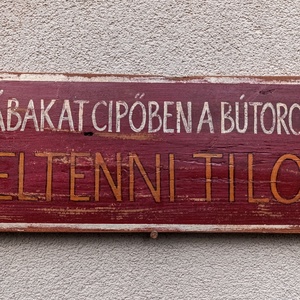 ÁBAKAT CIPŐBEN A BÚTORO
ELTENNI TILO